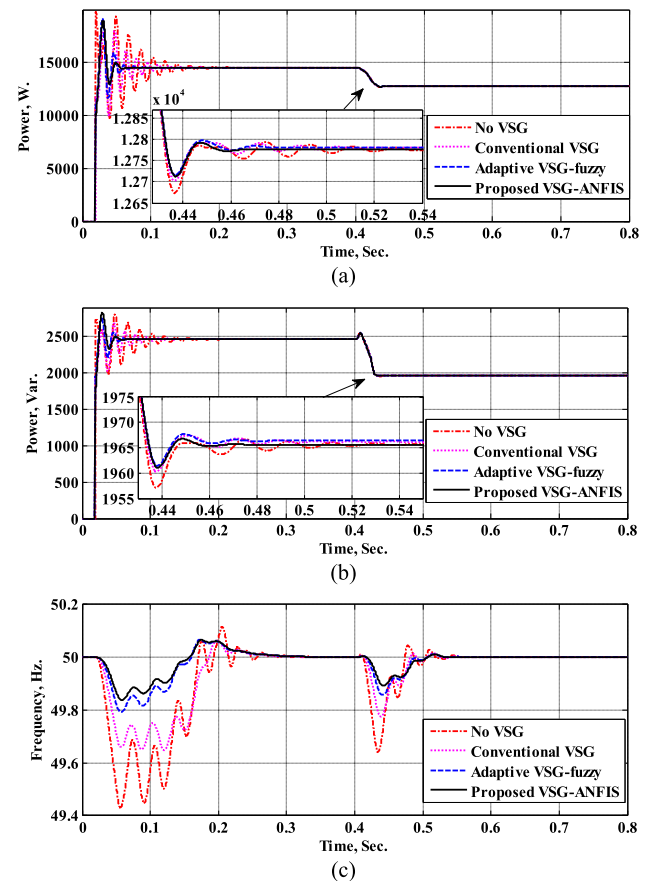 (a)
Power, W.
15000
10000
5000
0
0 0.1 0.2 0.3 0.4 0.5 0.6 0.7 0.8
Time, Sec.
x 10⁴
1.28
1.275
1.27
1.265
0.44 0.46 0.48 0.5 0.52 0.54
No VSG
Conventional VSG
Adaptive VSG-fuzzy
Proposed VSG-ANFIS
Power, Var.
2500
2000
1500
1000
500
0
0 0.1 0.2 0.3 0.4 0.5 0.6 0.7 0.8
Time, Sec.
1975
1970
1965
1960
1955
0.44 0.46 0.48 0.5 0.52 0.54
No VSG
Conventional VSG
Adaptive VSG-fuzzy
Proposed VSG-ANFIS
(b)
Frequency, Hz.
50.2
50
49.8
49.6
49.4
0 0.1 0.2 0.3 0.4 0.5 0.6 0.7 0.8
Time, Sec.
No VSG
Conventional VSG
Adaptive VSG-fuzzy
Proposed VSG-ANFIS
(c)